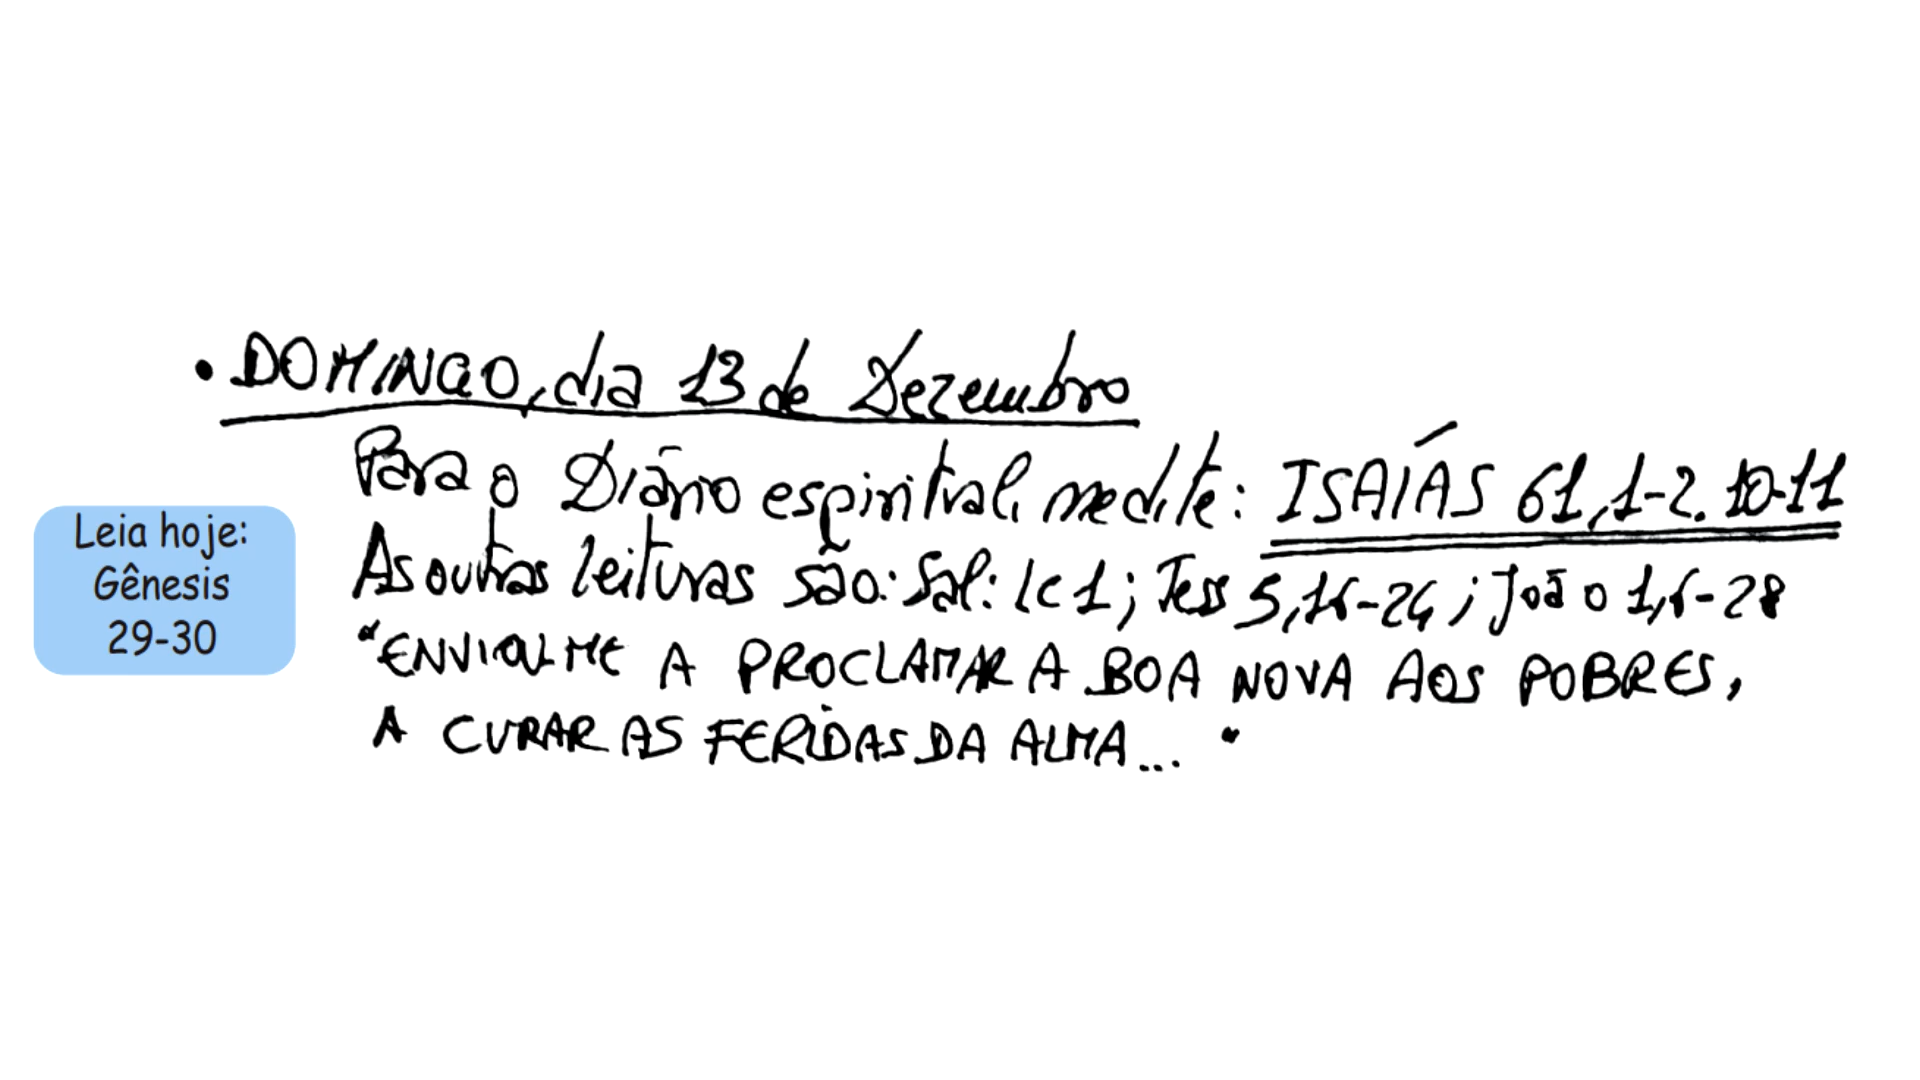 • DOMINGO, dia 13 de Dezembro
Para o Diário espiritual, medite: ISAÍAS 61,1-2. 10-11
As outras leituras são: Sal: Lc 1; Tess 5,16-24; João 1,6-28
"ENVIOU-ME A PROCLAMAR A BOA NOVA AOS POBRES,
A CURAR AS FERIDAS DA ALMA... "
Leia hoje:
Gênesis
29-30